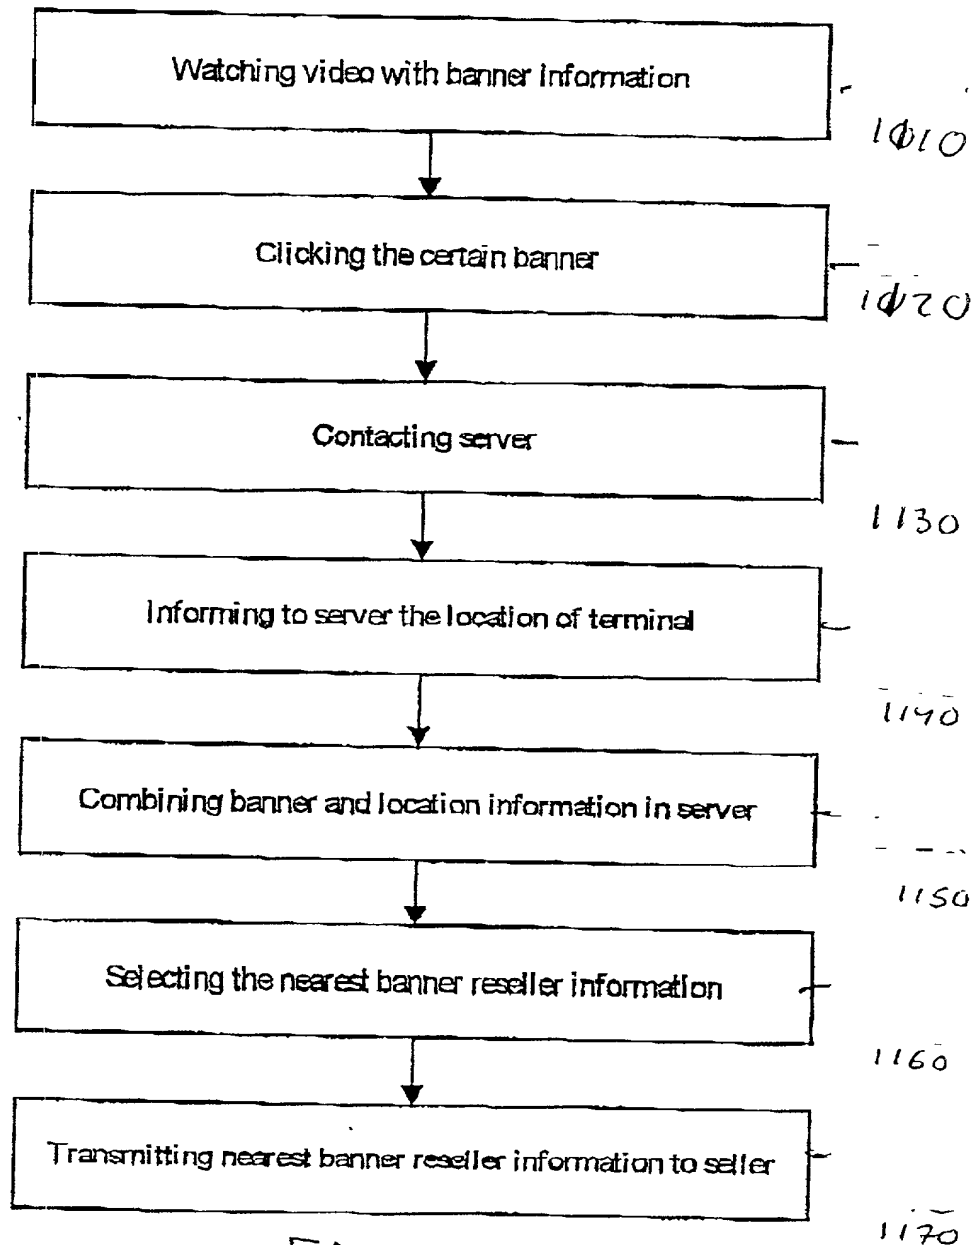 Watching video with banner information
1010
Clicking the certain banner
1020
Contacting server
1130
Informing to server the location of terminal
1140
Combining banner and location information in server
1150
Selecting the nearest banner reseller information
1160
Transmitting nearest banner reseller information to seller
1170